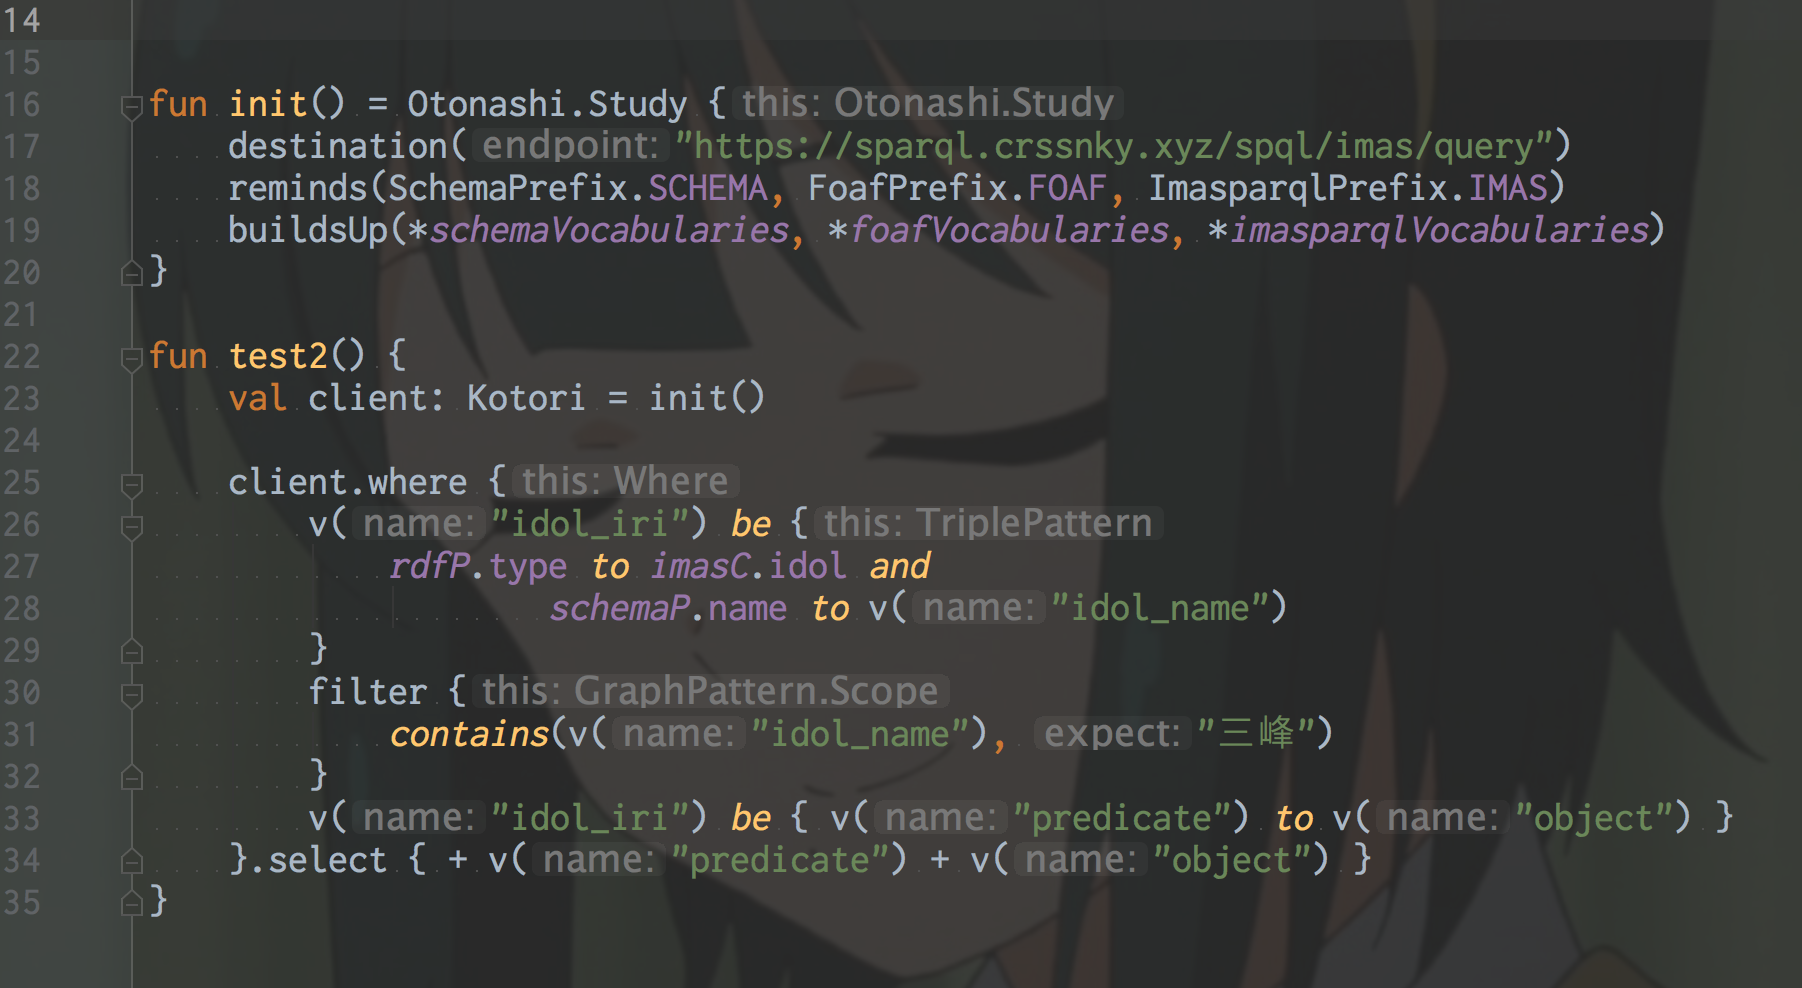 14
15
16 fun init() = Otonashi.Study { this: Otonashi.Study
17 destination( endpoint: "https://sparql.crssnky.xyz/spql/imas/query")
18 reminds(SchemaPrefix.SCHEMA, FoafPrefix.FOAF, ImasparqlPrefix.IMAS)
19 buildsUp(*schemaVocabularies, *foafVocabularies, *imasparqlVocabularies)
20 }
21
22 fun test2() {
23 val client: Kotori = init()
24
25 client.where { this: Where
26 v( name: "idol_iri") be { this: TriplePattern
27 rdfP.type to imasC.idol and
28 schemaP.name to v( name: "idol_name")
29 }
30 filter { this: GraphPattern.Scope
31 contains(v( name: "idol_name"), expect: "三峰")
32 }
33 v( name: "idol_iri") be { v( name: "predicate") to v( name: "object") }
34 }.select { + v( name: "predicate") + v( name: "object") }
35 }